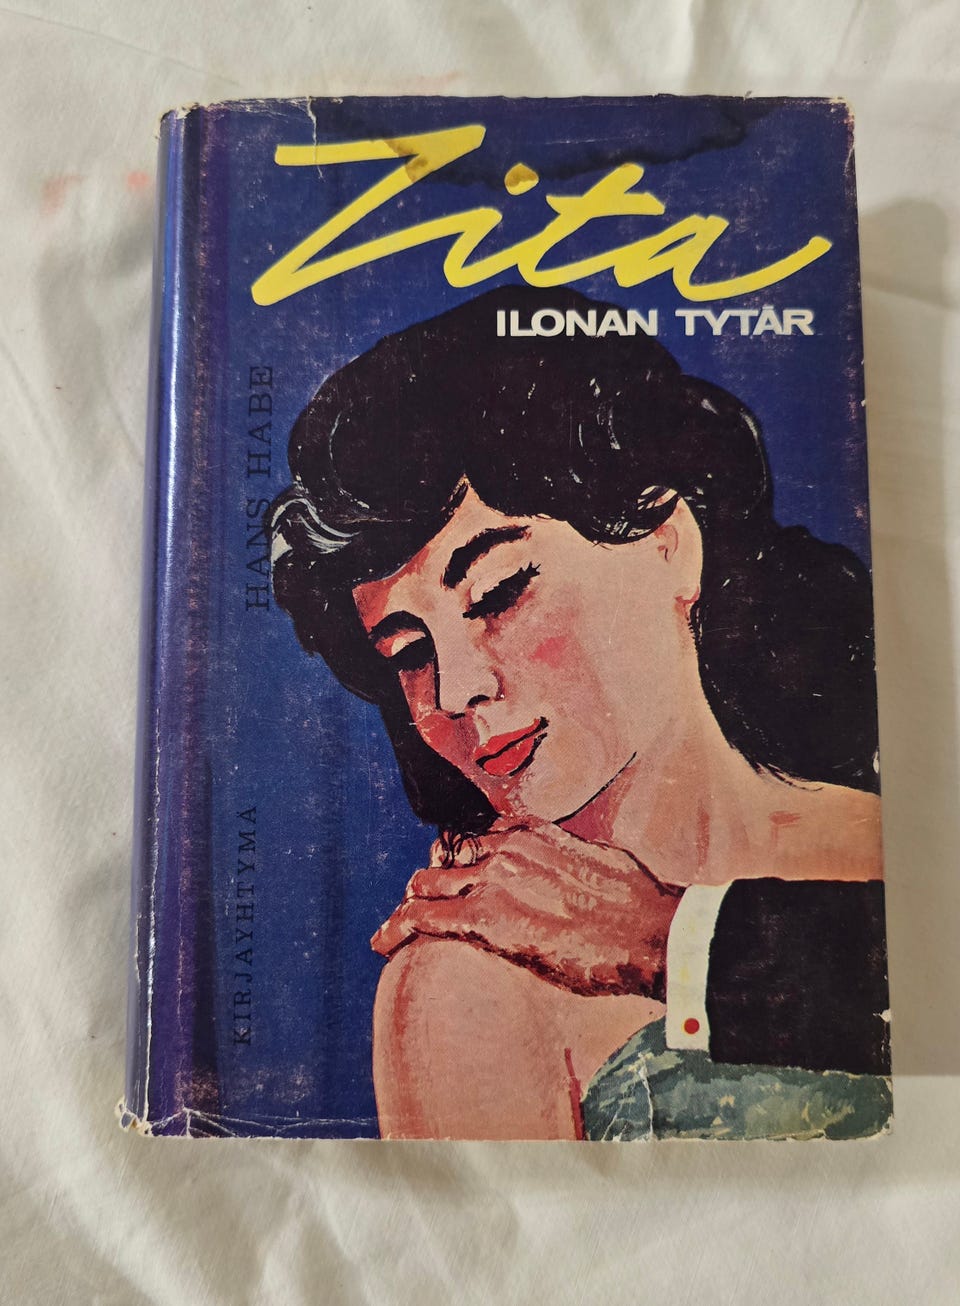 Zita
ILONAN TYTÄR
HANS HABE
KIRJAYHTYMÄ